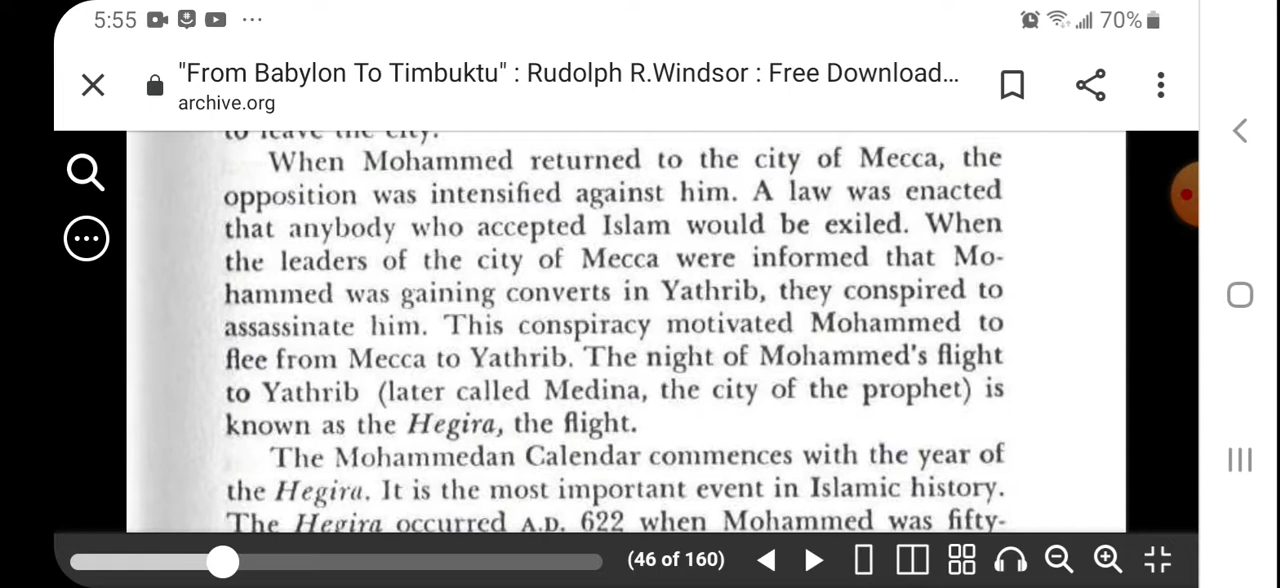 5:55 ... 70%
"From Babylon To Timbuktu" : Rudolph R.Windsor : Free Download...
archive.org
to leave the city.
When Mohammed returned to the city of Mecca, the
opposition was intensified against him. A law was enacted
that anybody who accepted Islam would be exiled. When
the leaders of the city of Mecca were informed that Mo-
hammed was gaining converts in Yathrib, they conspired to
assassinate him. This conspiracy motivated Mohammed to
flee from Mecca to Yathrib. The night of Mohammed's flight
to Yathrib (later called Medina, the city of the prophet) is
known as the Hegira, the flight.
The Mohammedan Calendar commences with the year of
the Hegira. It is the most important event in Islamic history.
The Hegira occurred A.D. 622 when Mohammed was fifty-
(46 of 160)